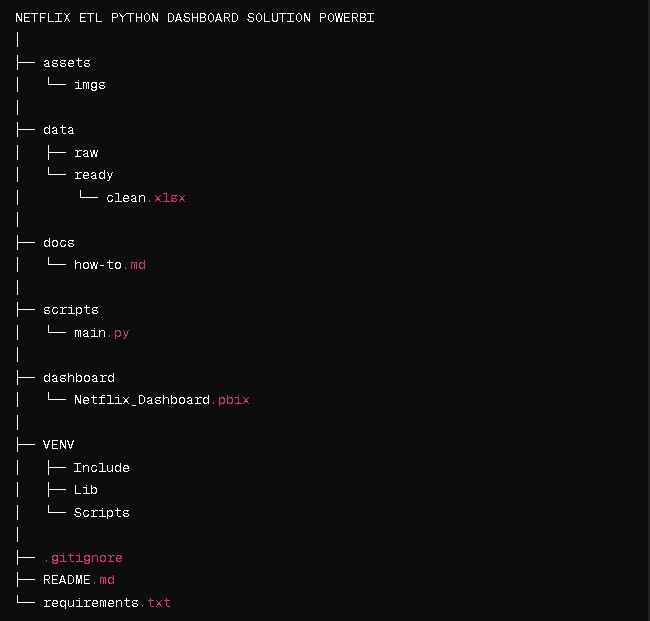 NETFLIX ETL PYTHON DASHBOARD SOLUTION POWERBI
│
├── assets
│   └── imgs
│
├── data
│   ├── raw
│   └── ready
│       └── clean.xlsx
│
├── docs
│   └── how-to.md
│
├── scripts
│   └── main.py
│
├── dashboard
│   └── Netflix_Dashboard.pbix
│
├── VENV
│   ├── Include
│   ├── Lib
│   └── Scripts
│
├── .gitignore
├── README.md
└── requirements.txt